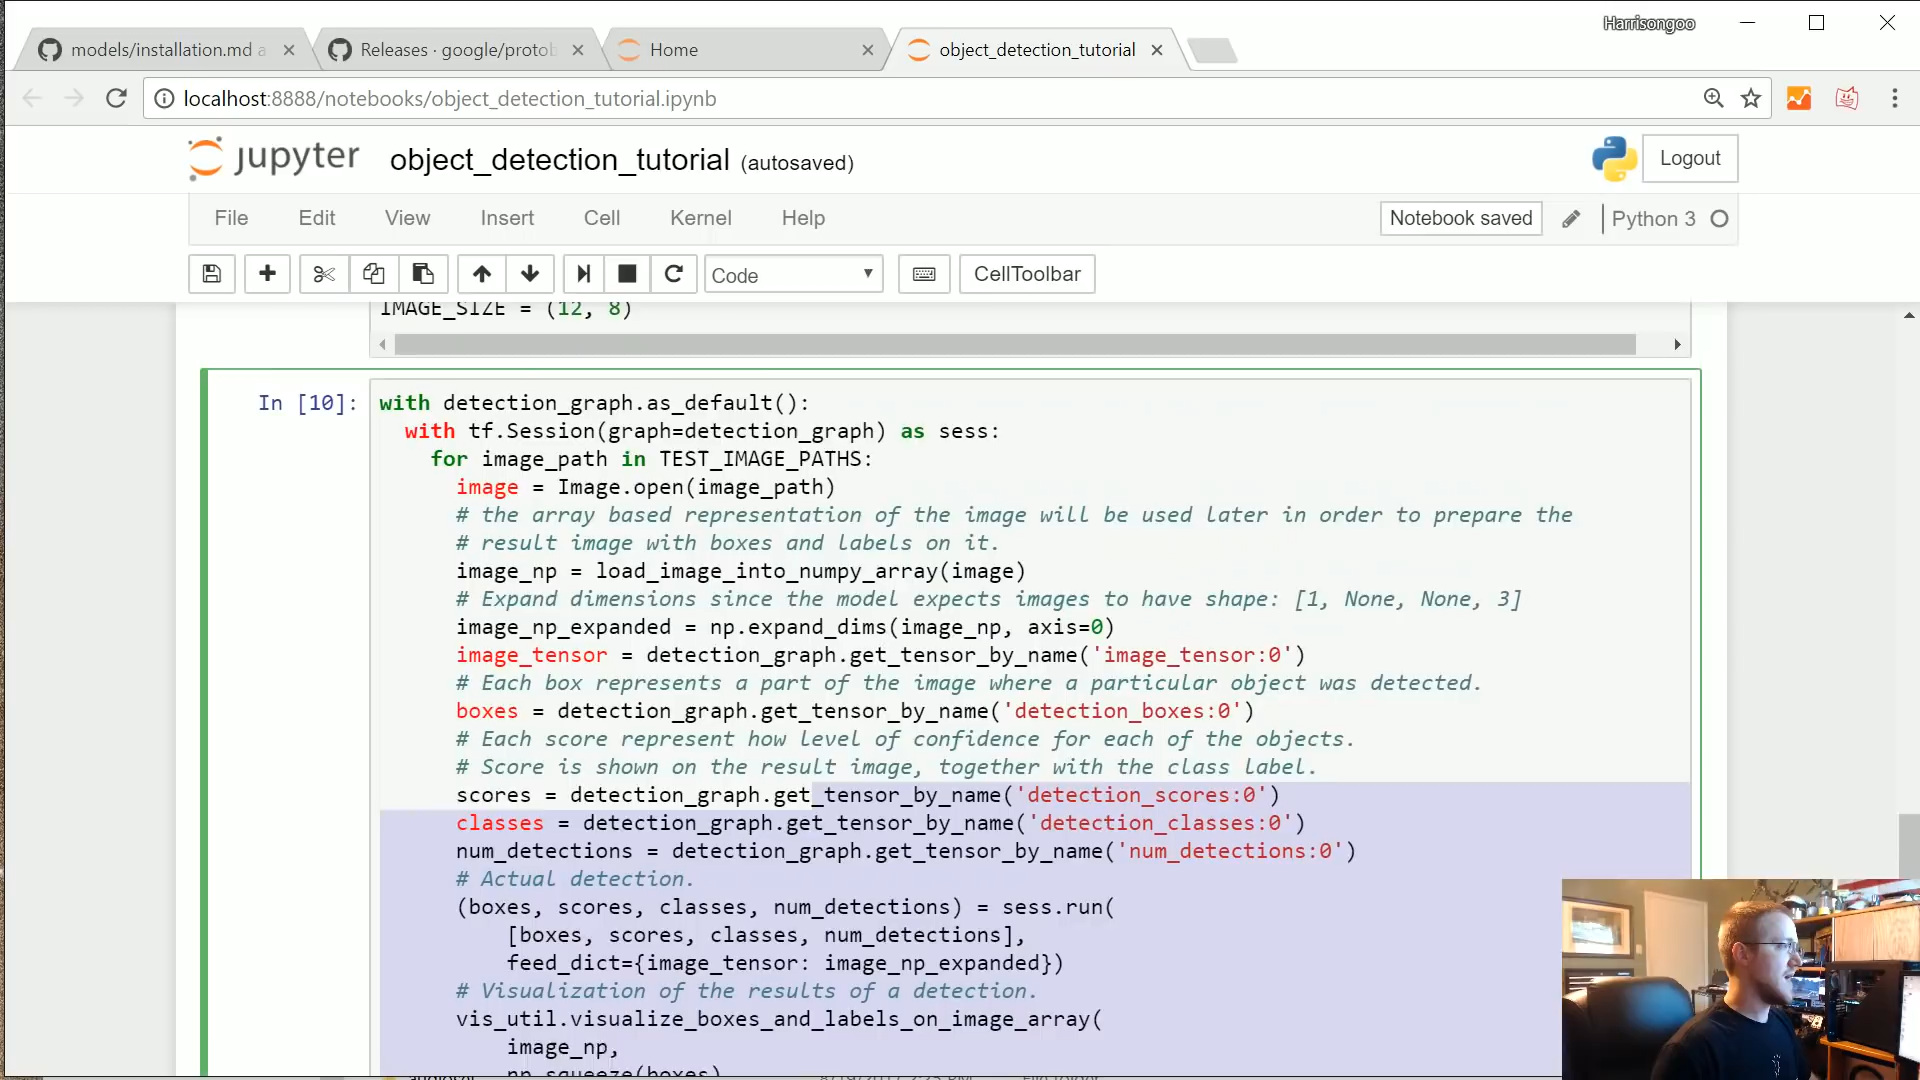 Harrisongoo
models/installation.md a
Releases · google/protob
Home
object_detection_tutorial
localhost:8888/notebooks/object_detection_tutorial.ipynb
jupyter object_detection_tutorial (autosaved)
Logout
File Edit View Insert Cell Kernel Help
Notebook saved
Python 3
Code
CellToolbar
IMAGE_SIZE = (12, 8)
In [10]:
with detection_graph.as_default():
with tf.Session(graph=detection_graph) as sess:
for image_path in TEST_IMAGE_PATHS:
image = Image.open(image_path)
# the array based representation of the image will be used later in order to prepare the
# result image with boxes and labels on it.
image_np = load_image_into_numpy_array(image)
# Expand dimensions since the model expects images to have shape: [1, None, None, 3]
image_np_expanded = np.expand_dims(image_np, axis=0)
image_tensor = detection_graph.get_tensor_by_name('image_tensor:0')
# Each box represents a part of the image where a particular object was detected.
boxes = detection_graph.get_tensor_by_name('detection_boxes:0')
# Each score represent how level of confidence for each of the objects.
# Score is shown on the result image, together with the class label.
scores = detection_graph.get_tensor_by_name('detection_scores:0')
classes = detection_graph.get_tensor_by_name('detection_classes:0')
num_detections = detection_graph.get_tensor_by_name('num_detections:0')
# Actual detection.
(boxes, scores, classes, num_detections) = sess.run(
[boxes, scores, classes, num_detections],
feed_dict={image_tensor: image_np_expanded})
# Visualization of the results of a detection.
vis_util.visualize_boxes_and_labels_on_image_array(
image_np,
np.squeeze(boxes),